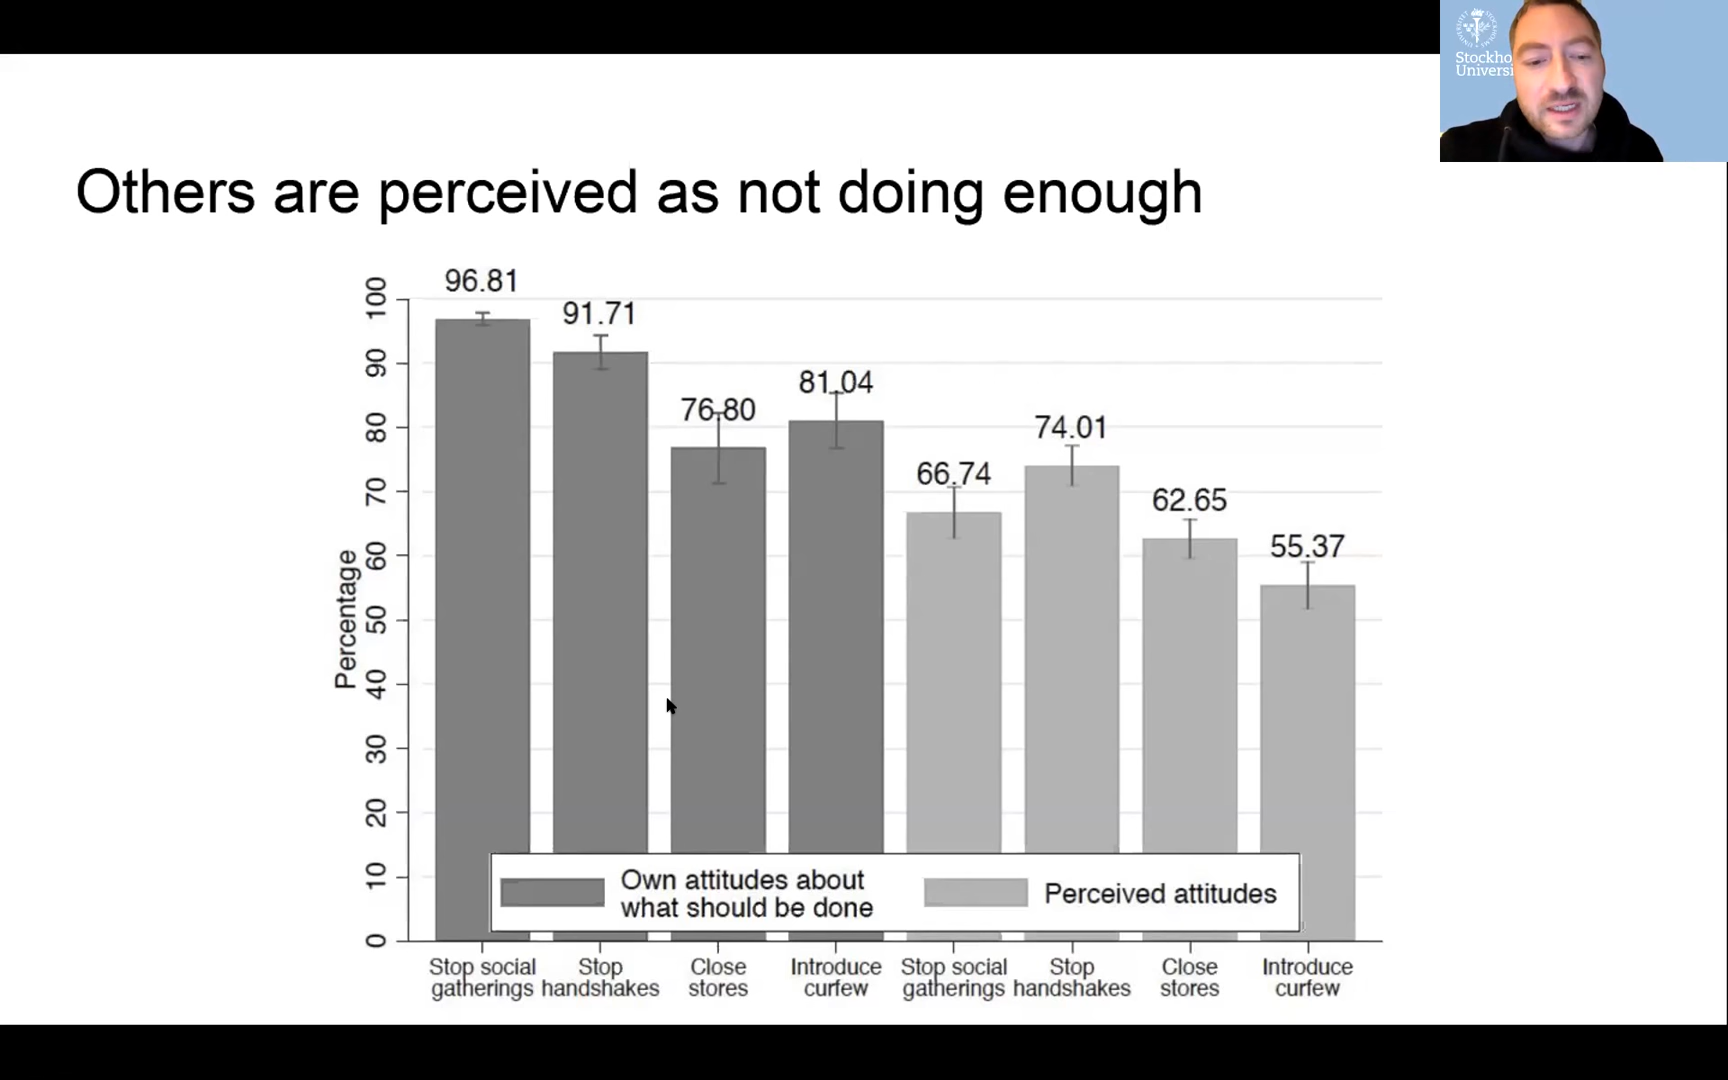 Stockho
Universi
Others are perceived as not doing enough
96.81
91.71
76.80
81.04
66.74
74.01
62.65
55.37
Percentage
100
90
80
70
60
50
40
30
20
10
0
Own attitudes about
what should be done
Perceived attitudes
Stop social
gatherings
Stop
handshakes
Close
stores
Introduce
curfew
Stop social
gatherings
Stop
handshakes
Close
stores
Introduce
curfew